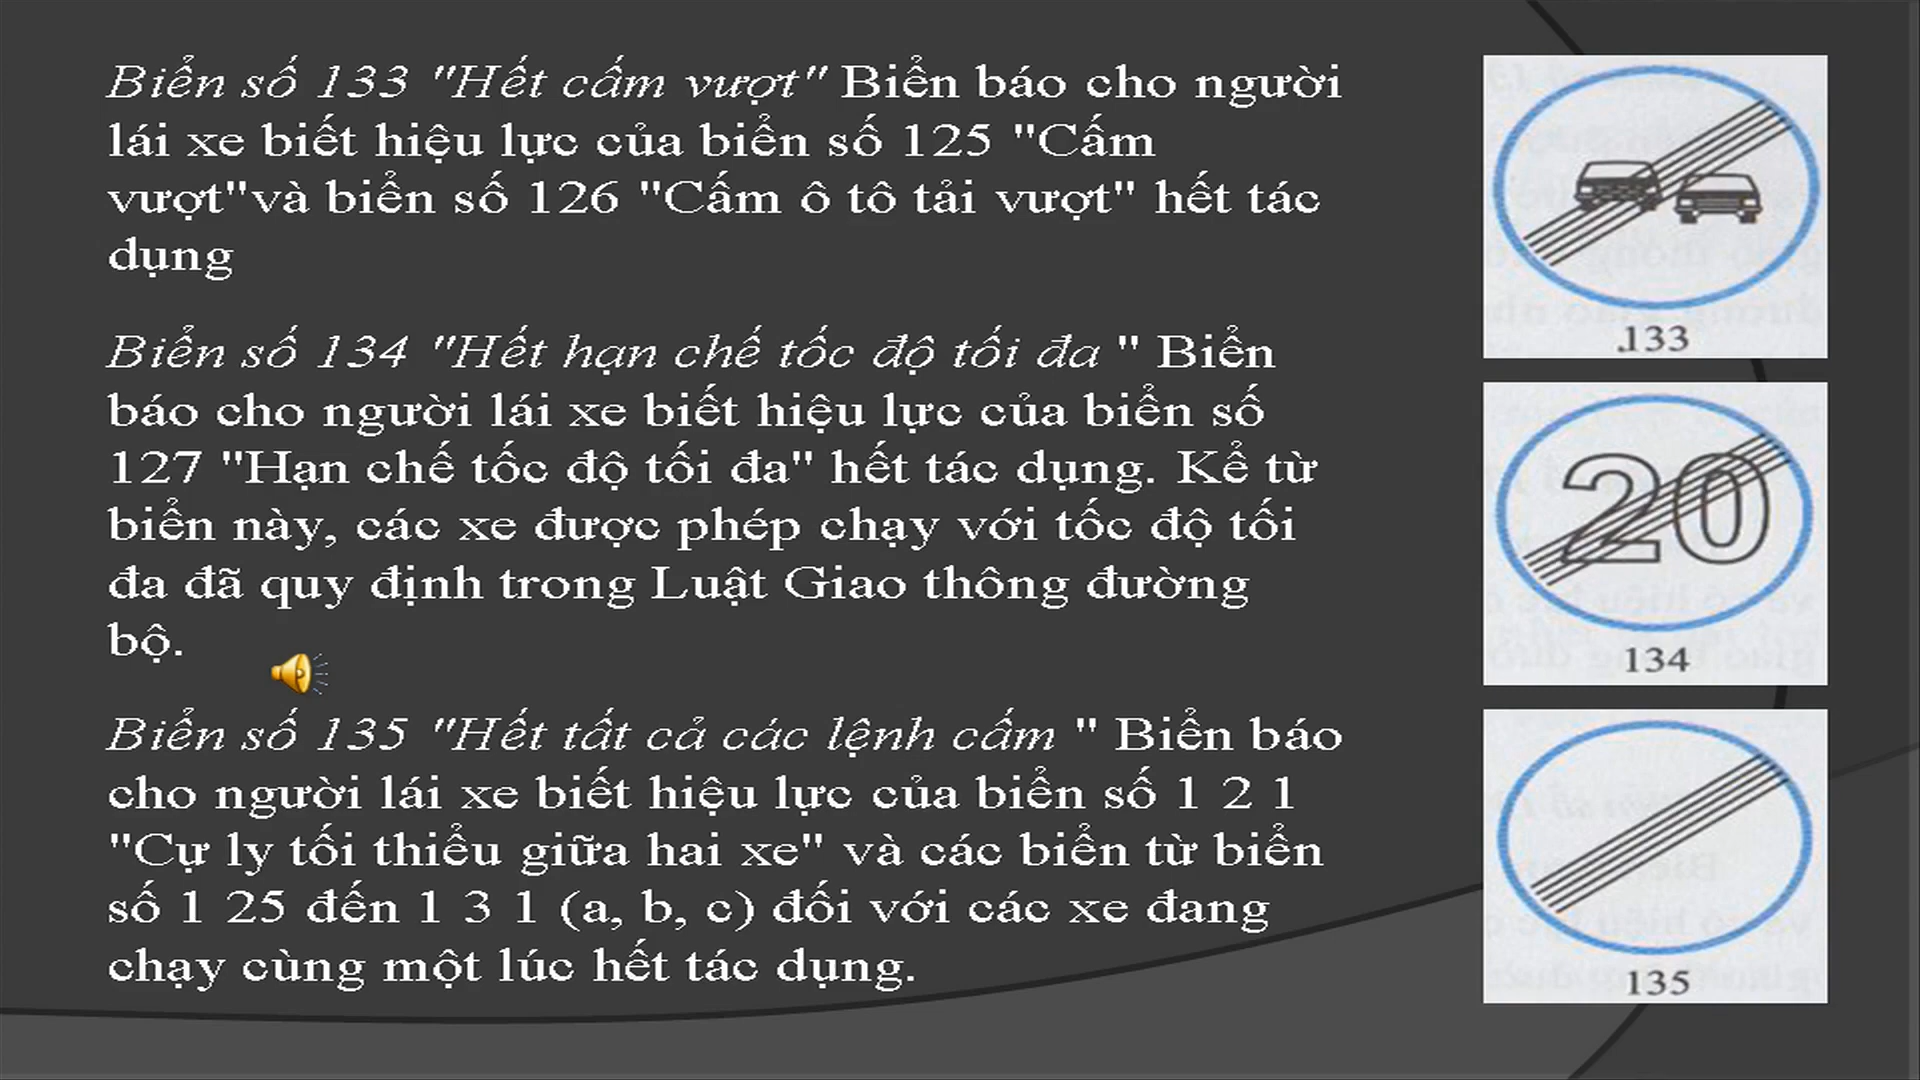 Biển số 133 "Hết cấm vượt" Biển báo cho người
lái xe biết hiệu lực của biển số 125 "Cấm
vượt"và biển số 126 "Cấm ô tô tải vượt" hết tác
dụng
Biển số 134 "Hết hạn chế tốc độ tối đa " Biển
báo cho người lái xe biết hiệu lực của biển số
127 "Hạn chế tốc độ tối đa" hết tác dụng. Kể từ
biển này, các xe được phép chạy với tốc độ tối
đa đã quy định trong Luật Giao thông đường
bộ.
Biển số 135 "Hết tất cả các lệnh cấm " Biển báo
cho người lái xe biết hiệu lực của biển số 1 2 1
"Cự ly tối thiểu giữa hai xe" và các biển từ biển
số 1 25 đến 1 3 1 (a, b, c) đối với các xe đang
chạy cùng một lúc hết tác dụng.
133
20
134
135